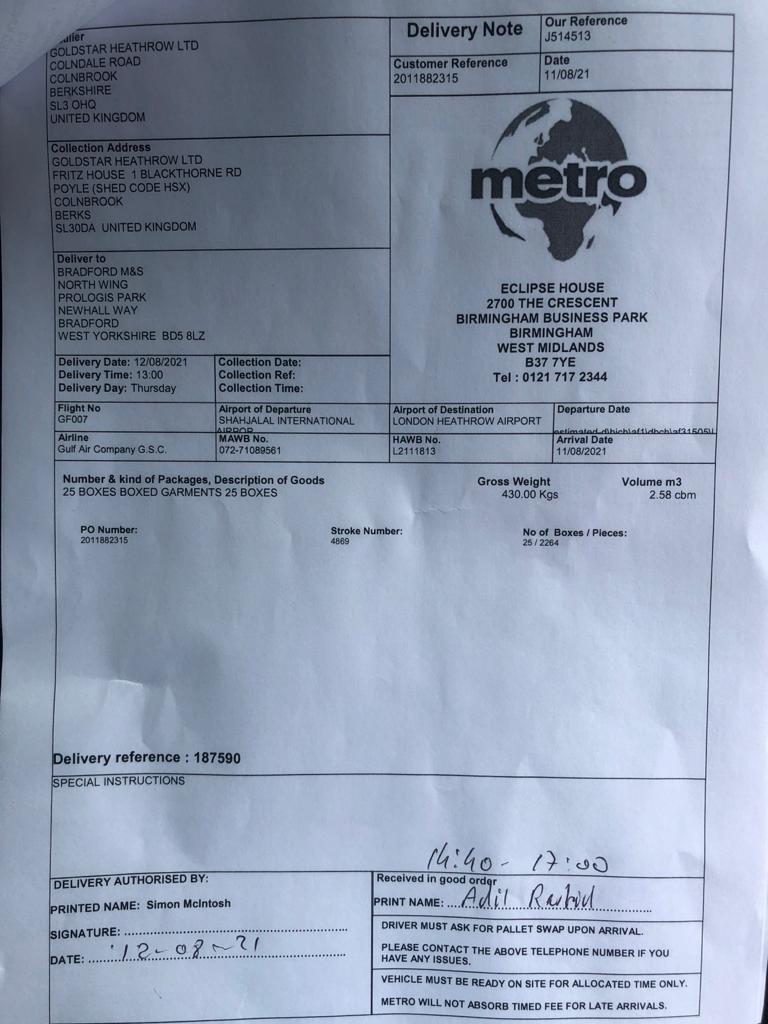 GOLDSTAR HEATHROW LTD
COLNDALE ROAD
COLNBROOK
BERKSHIRE
SL3 OHQ
UNITED KINGDOM
Delivery Note
Our Reference
J514513
Customer Reference
2011882315
Date
11/08/21
Collection Address
GOLDSTAR HEATHROW LTD
FRITZ HOUSE 1 BLACKTHORNE RD
POYLE (SHED CODE HSX)
COLNBROOK
BERKS
SL30DA UNITED KINGDOM
metro
Deliver to
BRADFORD M&S
NORTH WING
PROLOGIS PARK
NEWHALL WAY
BRADFORD
WEST YORKSHIRE BD5 8LZ
ECLIPSE HOUSE
2700 THE CRESCENT
BIRMINGHAM BUSINESS PARK
BIRMINGHAM
WEST MIDLANDS
B37 7YE
Tel : 0121 717 2344
Delivery Date: 12/08/2021
Delivery Time: 13:00
Delivery Day: Thursday
Collection Date:
Collection Ref:
Collection Time:
Flight No
GF007
Airport of Departure
SHAHJALAL INTERNATIONAL
Airport of Destination
LONDON HEATHROW AIRPORT
Departure Date
Airline
Gulf Air Company G.S.C.
MAWB No.
072-71089561
HAWB No.
L2111813
Arrival Date
11/08/2021
Number & kind of Packages, Description of Goods
25 BOXES BOXED GARMENTS 25 BOXES
Gross Weight
430.00 Kgs
Volume m3
2.58 cbm
PO Number:
2011882315
Stroke Number:
4869
No of Boxes / Pieces:
25 / 2264
Delivery reference : 187590
SPECIAL INSTRUCTIONS
14:40 - 17:00
DELIVERY AUTHORISED BY:
PRINTED NAME: Simon McIntosh
SIGNATURE:
DATE: 12-08-21
Received in good order
PRINT NAME: Adil Rashid
DRIVER MUST ASK FOR PALLET SWAP UPON ARRIVAL.
PLEASE CONTACT THE ABOVE TELEPHONE NUMBER IF YOU
HAVE ANY ISSUES.
VEHICLE MUST BE READY ON SITE FOR ALLOCATED TIME ONLY.
METRO WILL NOT ABSORB TIMED FEE FOR LATE ARRIVALS.